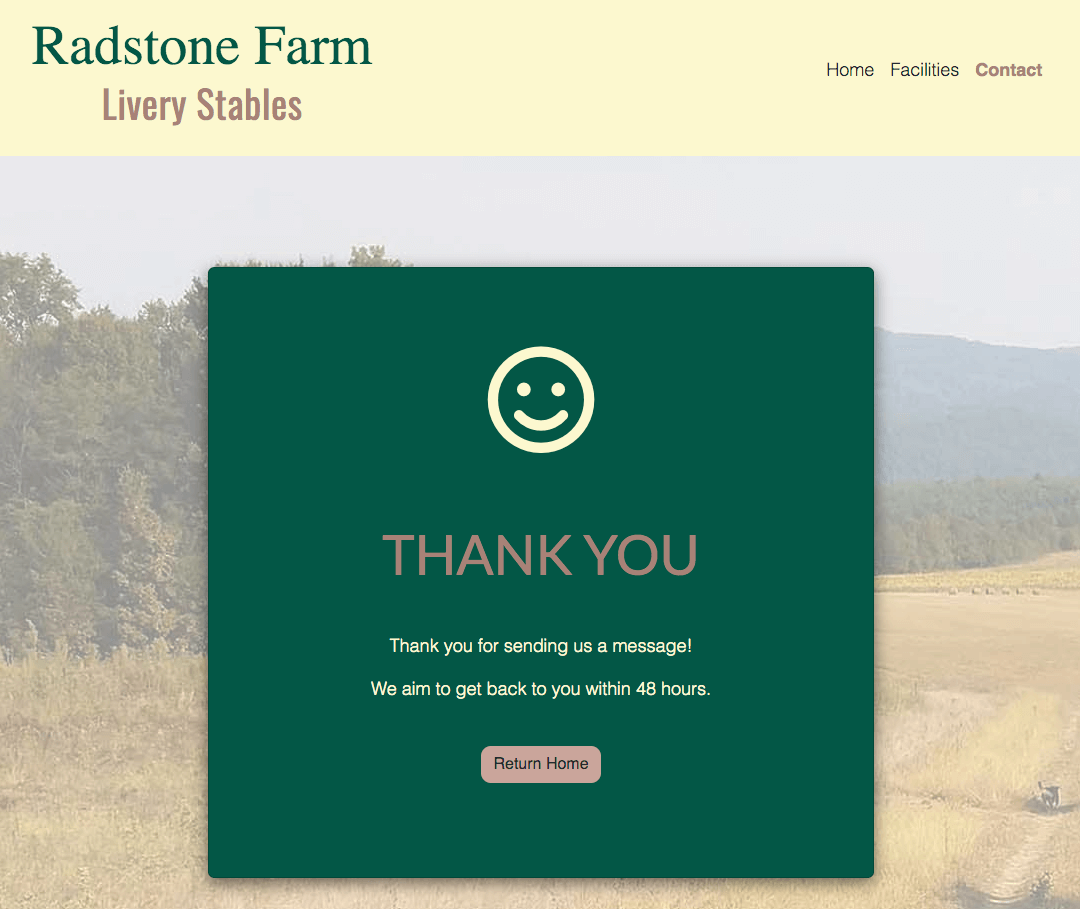 Radstone Farm
Livery Stables
Home Facilities Contact
THANK YOU
Thank you for sending us a message!
We aim to get back to you within 48 hours.
Return Home